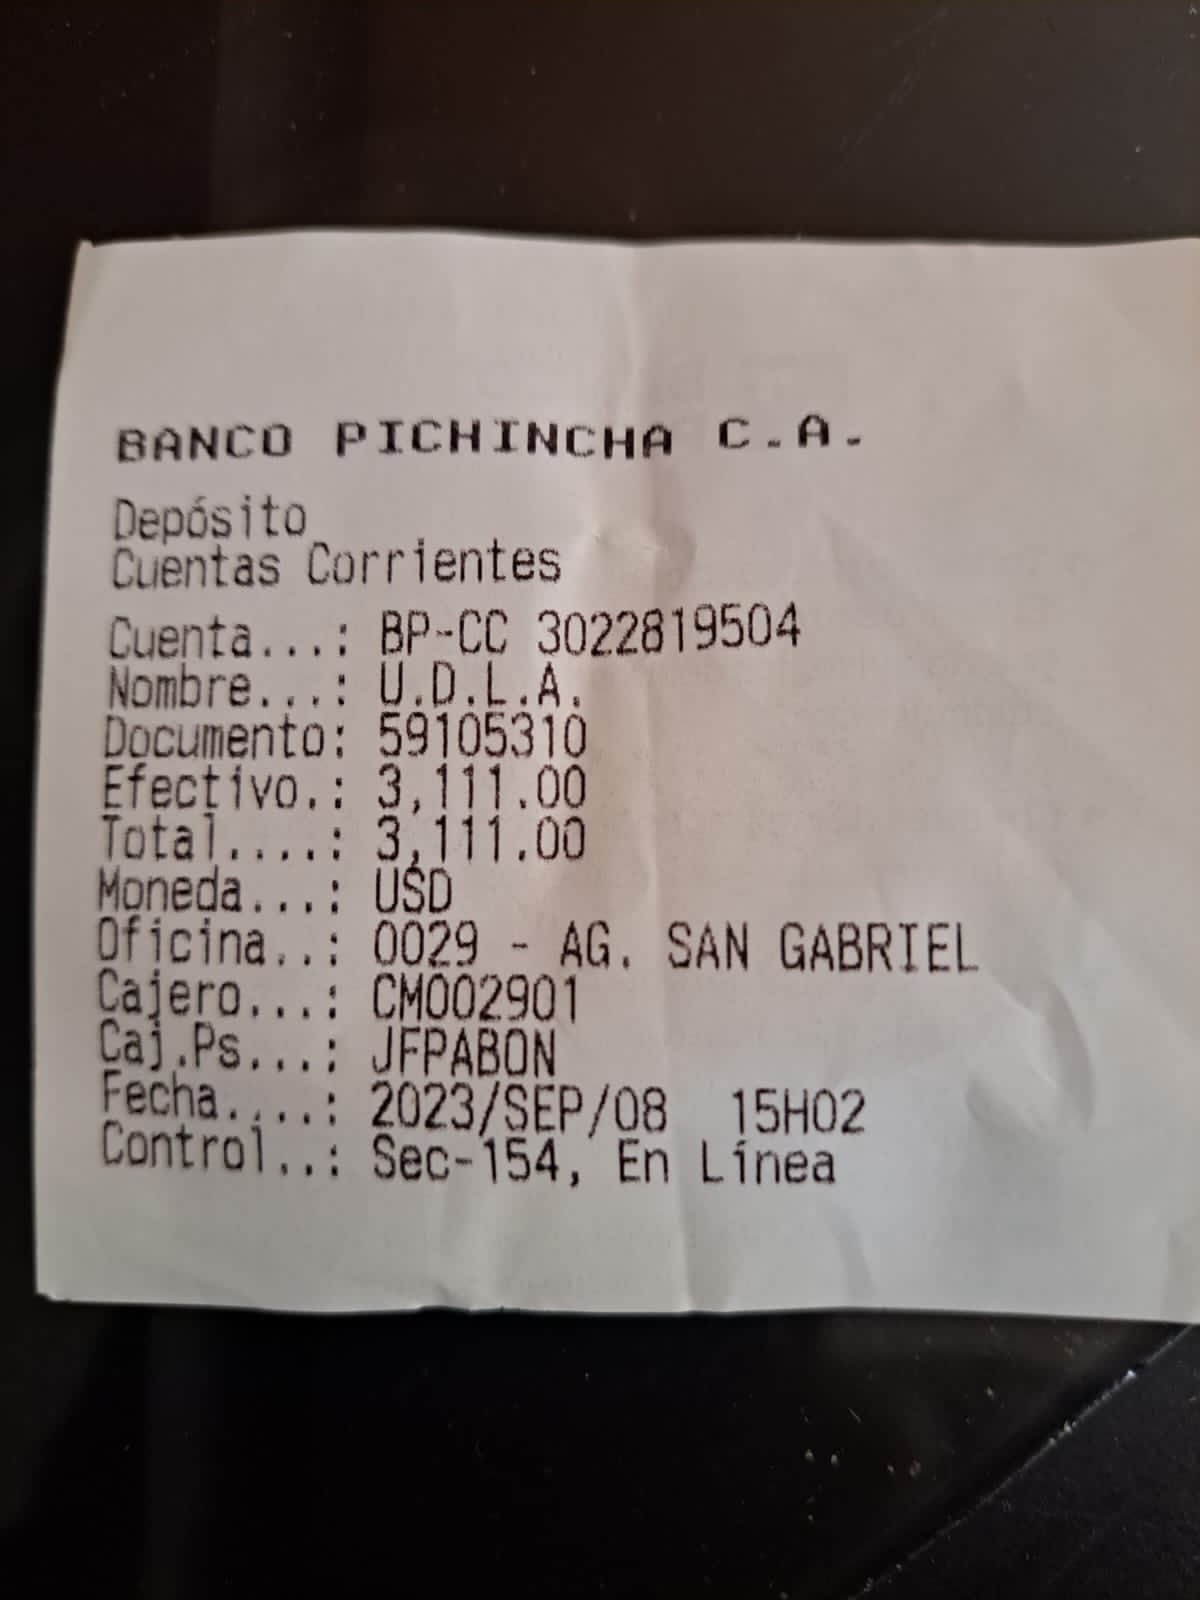 BANCO PICHINCHA C.A.
Depósito
Cuentas Corrientes
Cuenta...: BP-CC 3022819504
Nombre...: U.D.L.A.
Documento: 59105310
Efectivo.: 3,111.00
Total....: 3,111.00
Moneda...: USD
Oficina..: 0029 - AG. SAN GABRIEL
Cajero...: CM002901
Caj.Ps...: JFPABON
Fecha....: 2023/SEP/08 15H02
Control..: Sec-154, En Línea